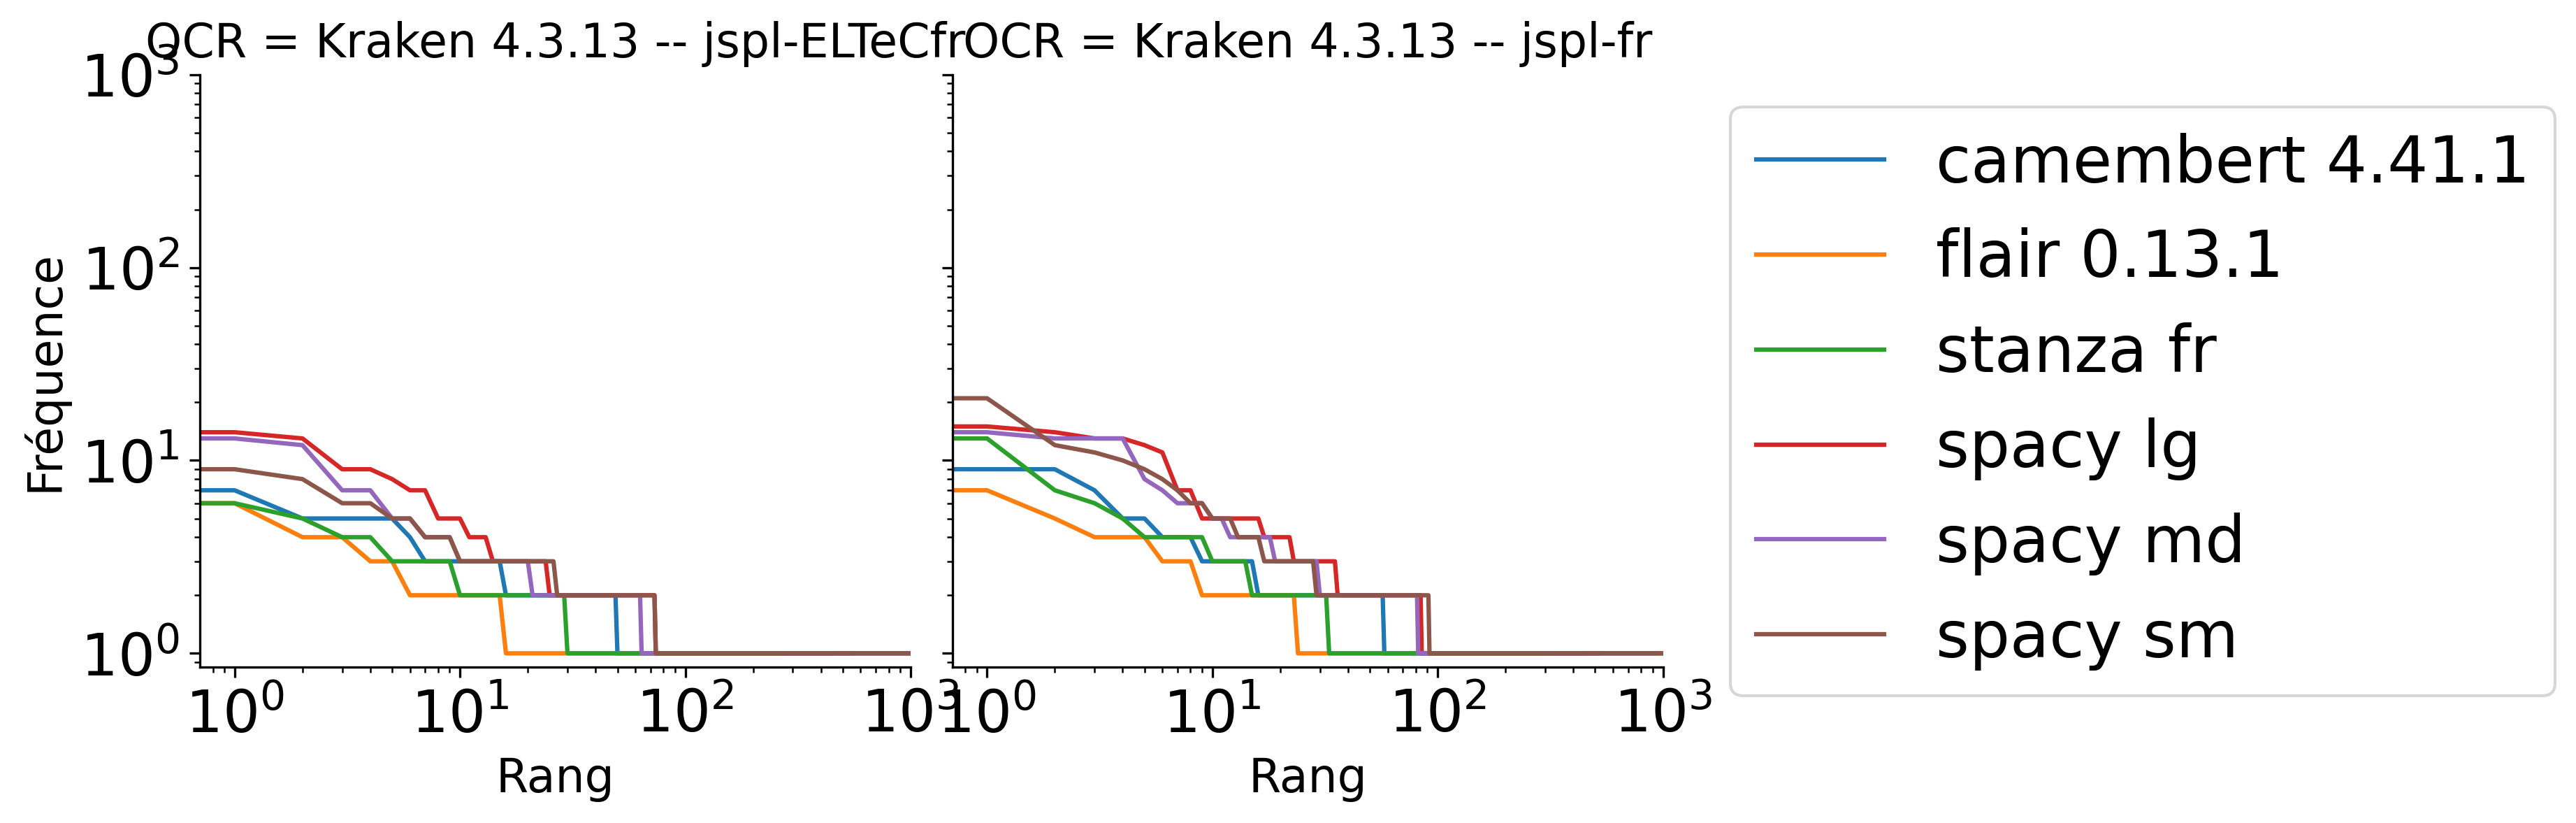 OCR = Kraken 4.3.13 -- jspl-ELTeCfr
OCR = Kraken 4.3.13 -- jspl-fr
Fréquence
10³
10²
10¹
10⁰
10⁰ 10¹ 10² 10³
Rang
10⁰ 10¹ 10² 10³
Rang
camembert 4.41.1
flair 0.13.1
stanza fr
spacy lg
spacy md
spacy sm